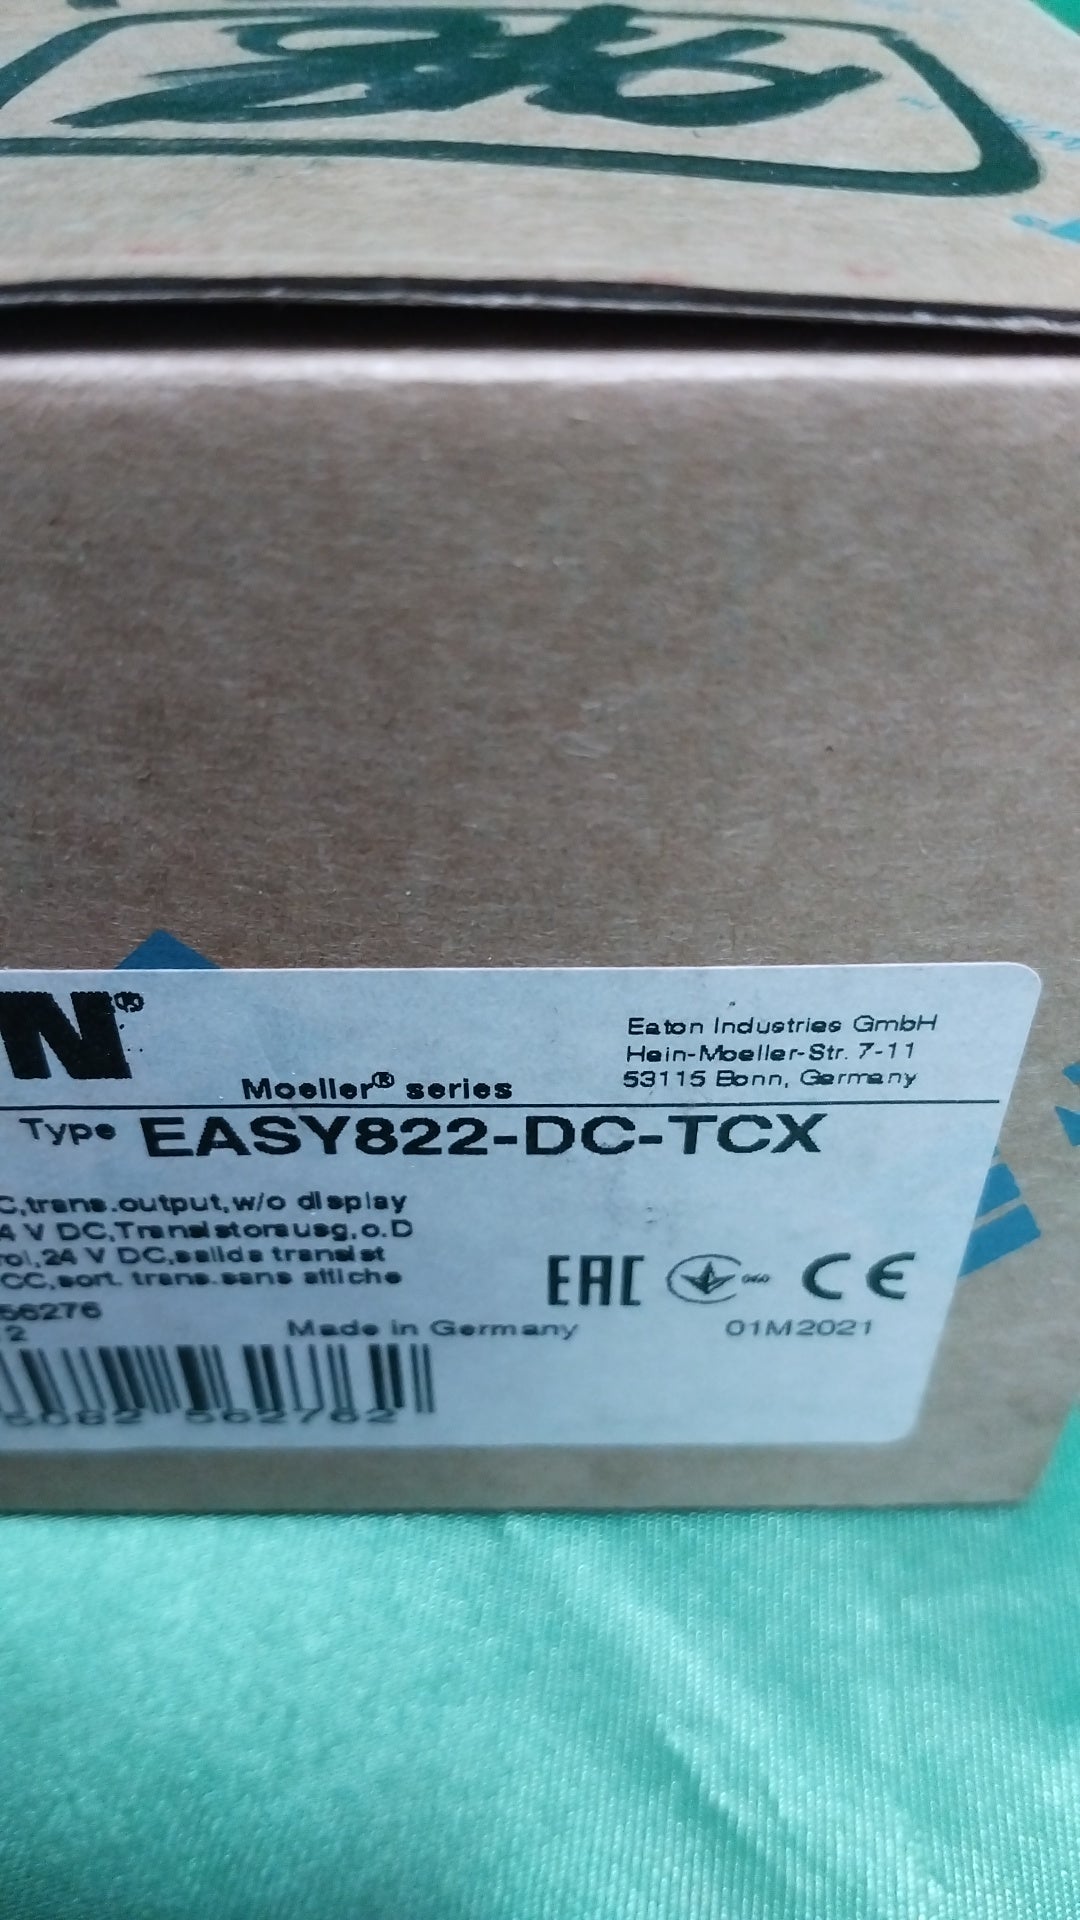 N®
Eaton Industries GmbH
Hein-Moeller-Str. 7-11
Moeller® series
53115 Bonn, Germany
Type EASY822-DC-TCX
C,trans.output,w/o display
4 V DC,Transistorausg,o.D
rol,24 V DC,salida transist
CC,sort. trans.sans affiche
EAC 060 CE
56276
2
Made in Germany
01M2021
5082 562762